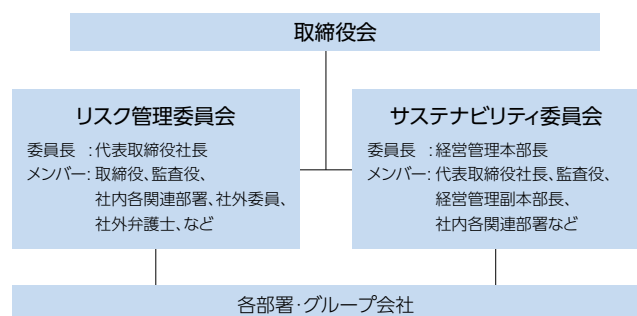 取締役会
リスク管理委員会
委員長 :代表取締役社長
メンバー:取締役、監査役、
社内各関連部署、社外委員、
社外弁護士、など
サステナビリティ委員会
委員長 :経営管理本部長
メンバー:代表取締役社長、監査役、
経営管理副本部長、
社内各関連部署など
各部署・グループ会社